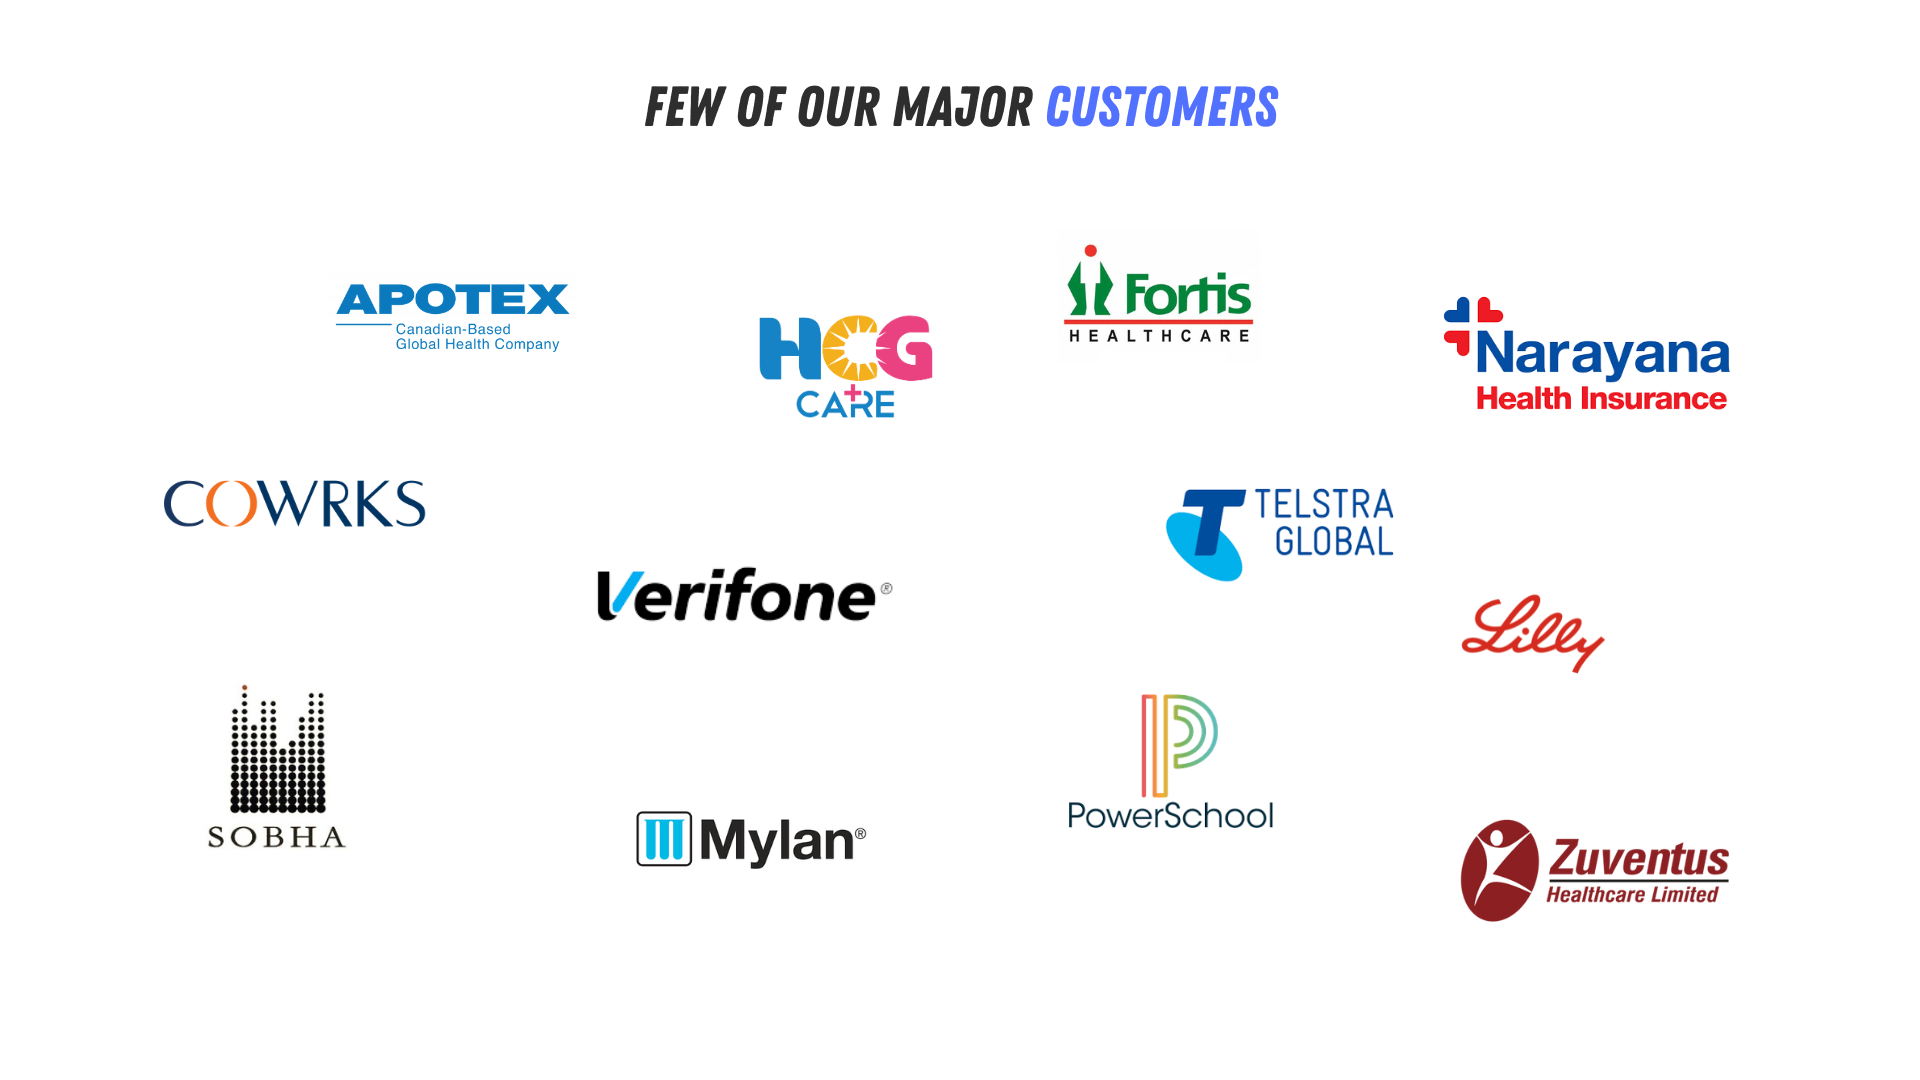 FEW OF OUR MAJOR CUSTOMERS
APOTEX
Canadian-Based
Global Health Company
HCG
CARE
Fortis
HEALTHCARE
Narayana
Health Insurance
COWRKS
Verifone®
TELSTRA
GLOBAL
Lilly
SOBHA
Mylan®
PowerSchool
Zuventus
Healthcare Limited